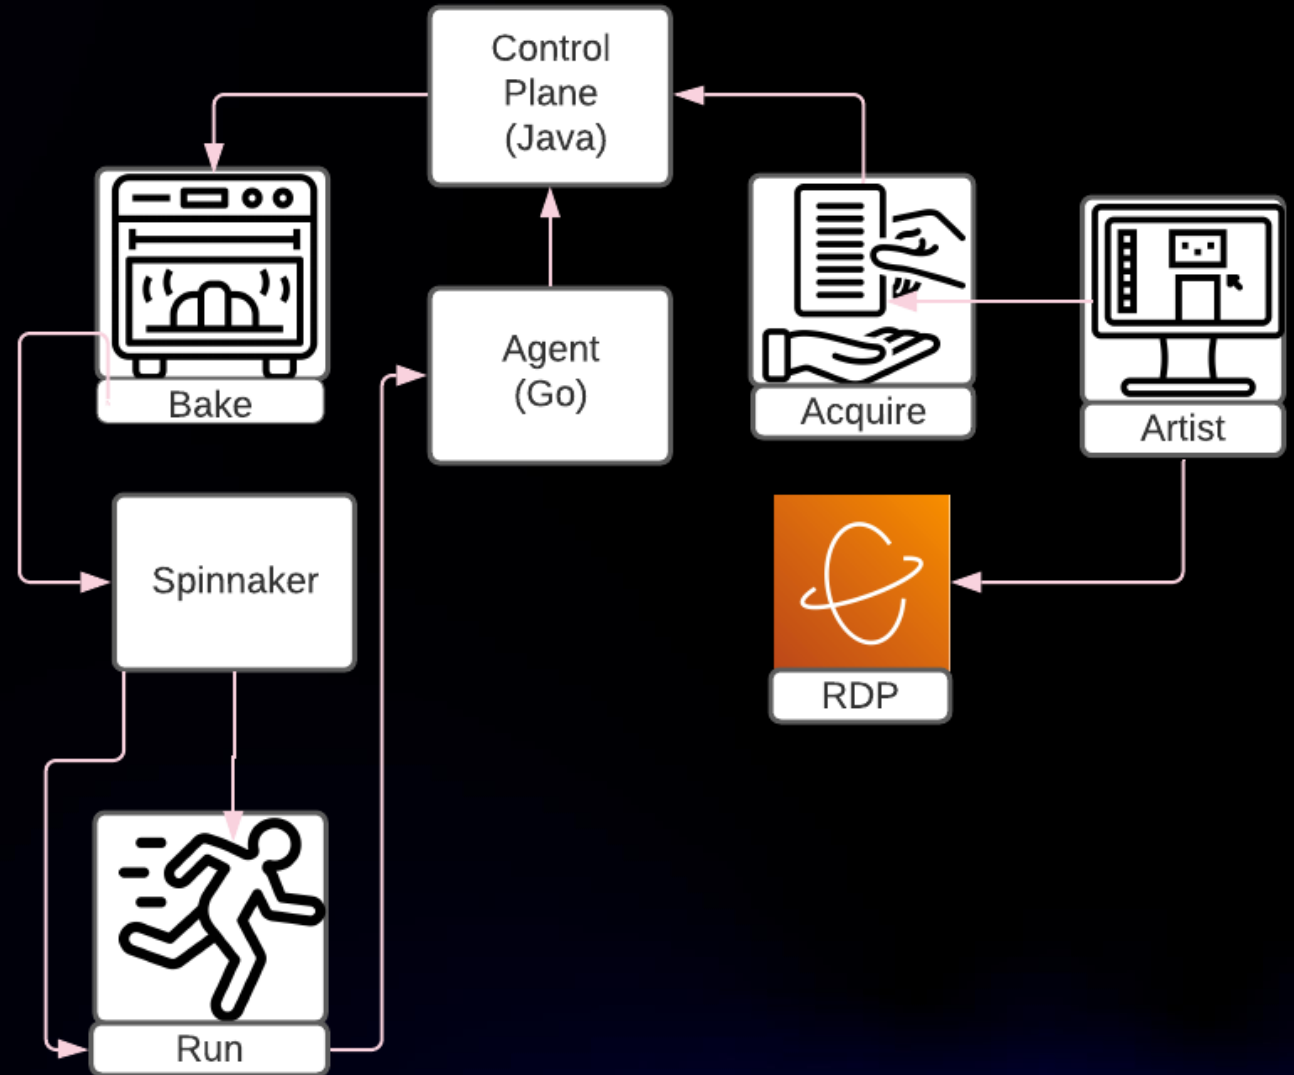 Control
Plane
(Java)
Bake
Agent
(Go)
Acquire
Artist
Spinnaker
RDP
Run